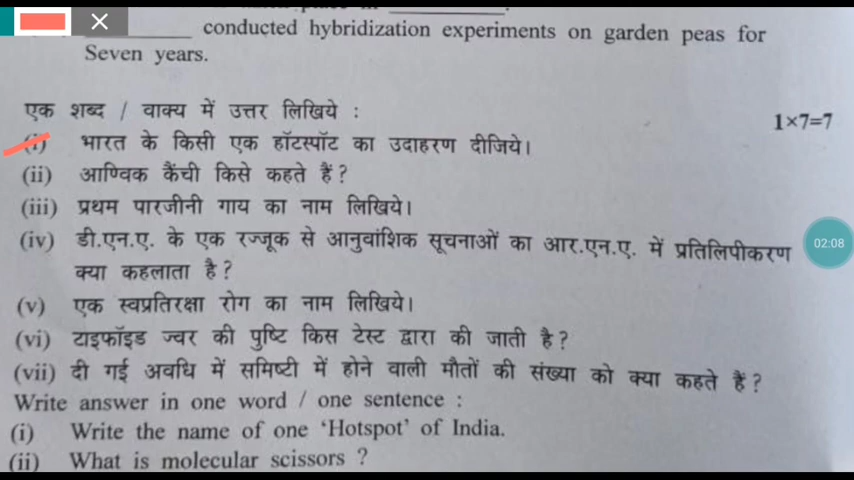 conducted hybridization experiments on garden peas for
Seven years.
एक शब्द / वाक्य में उत्तर लिखिये :
1×7=7
(i) भारत के किसी एक हॉटस्पॉट का उदाहरण दीजिये।
(ii) आण्विक कैंची किसे कहते हैं ?
(iii) प्रथम पारजीनी गाय का नाम लिखिये।
(iv) डी.एन.ए. के एक रज्जूक से आनुवांशिक सूचनाओं का आर.एन.ए. में प्रतिलिपीकरण
क्या कहलाता है ?
02:08
(v) एक स्वप्रतिरक्षा रोग का नाम लिखिये।
(vi) टाइफॉइड ज्वर की पुष्टि किस टेस्ट द्वारा की जाती है ?
(vii) दी गई अवधि में समिष्टी में होने वाली मौतों की संख्या को क्या कहते हैं ?
Write answer in one word / one sentence :
(i) Write the name of one ‘Hotspot’ of India.
(ii) What is molecular scissors ?